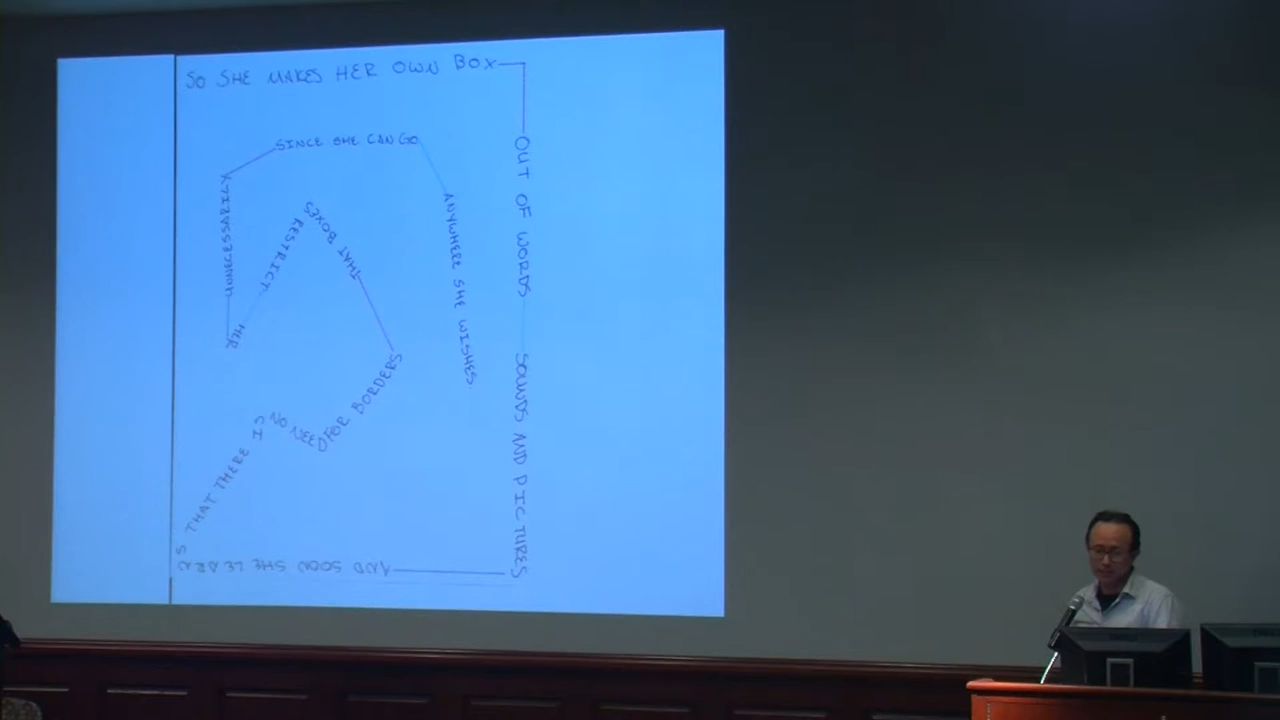 SO SHE MAKES HER OWN BOX
OUT OF WORDS
SOUNDS AND PICTURES
AND SOON SHE LEARNS
THAT THERE IS
NO NEED
FOR BORDERS
THAT BOXES
RESTRICT
HER
UNNECESSARILY
SINCE SHE CAN GO
ANYWHERE SHE WISHES.